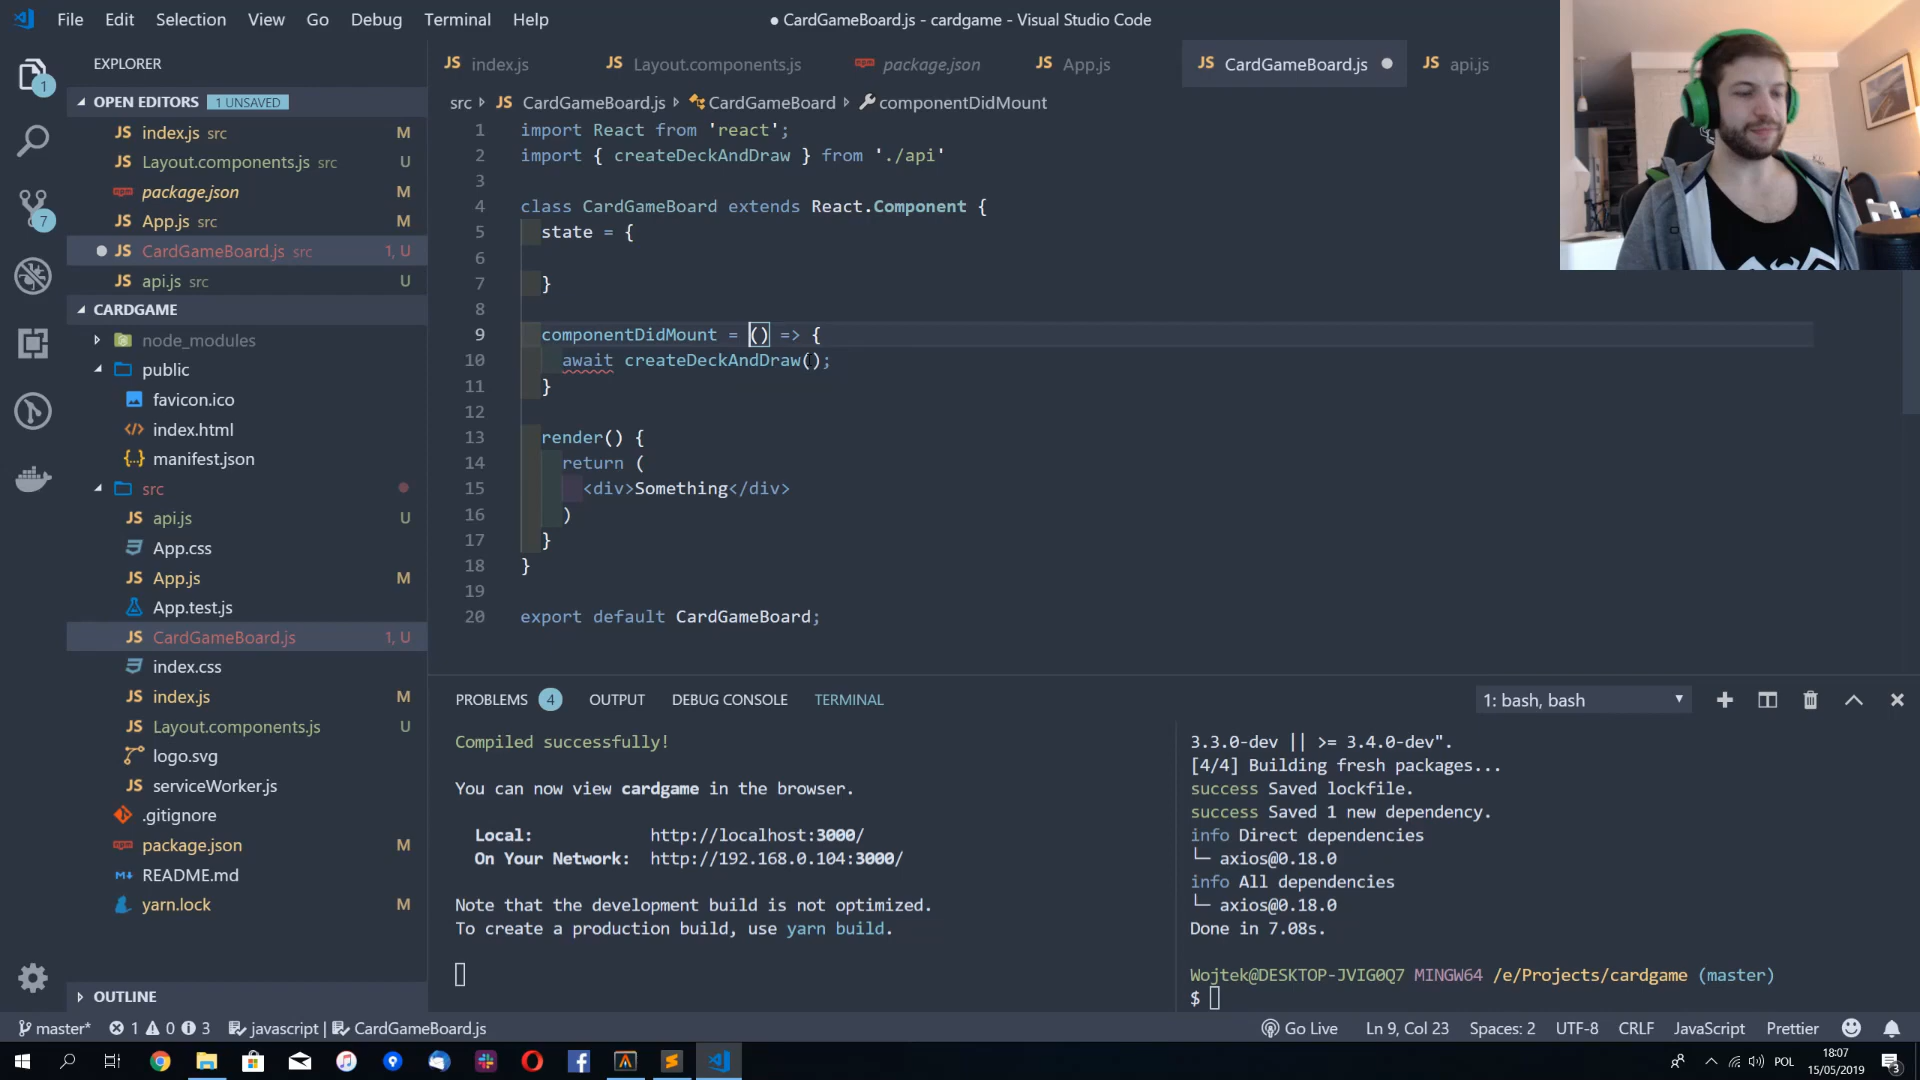 File Edit Selection View Go Debug Terminal Help
● CardGameBoard.js - cardgame - Visual Studio Code
EXPLORER
OPEN EDITORS 1 UNSAVED
JS index.js src M
JS Layout.components.js src U
package.json M
JS App.js src M
JS CardGameBoard.js src 1, U
JS api.js src U
CARDGAME
node_modules
public
favicon.ico
index.html
manifest.json
src
JS api.js U
App.css
JS App.js M
App.test.js
JS CardGameBoard.js 1, U
index.css
JS index.js M
JS Layout.components.js U
logo.svg
JS serviceWorker.js
.gitignore
package.json M
README.md
yarn.lock M
OUTLINE
1
7
JS index.js JS Layout.components.js package.json JS App.js JS CardGameBoard.js JS api.js
src JS CardGameBoard.js CardGameBoard componentDidMount
1 import React from 'react';
2 import { createDeckAndDraw } from './api'
3
4 class CardGameBoard extends React.Component {
5 state = {
6
7 }
8
9 componentDidMount = () => {
10 await createDeckAndDraw();
11 }
12
13 render() {
14 return (
15 <div>Something</div>
16 )
17 }
18 }
19
20 export default CardGameBoard;
PROBLEMS 4 OUTPUT DEBUG CONSOLE TERMINAL 1: bash, bash
Compiled successfully!
You can now view cardgame in the browser.
Local: http://localhost:3000/
On Your Network: http://192.168.0.104:3000/
Note that the development build is not optimized.
To create a production build, use yarn build.
3.3.0-dev || >= 3.4.0-dev".
[4/4] Building fresh packages...
success Saved lockfile.
success Saved 1 new dependency.
info Direct dependencies
└─ axios@0.18.0
info All dependencies
└─ axios@0.18.0
Done in 7.08s.
Wojtek@DESKTOP-JVIG0Q7 MINGW64 /e/Projects/cardgame (master)
$
master* 1 0 3 javascript | CardGameBoard.js Go Live Ln 9, Col 23 Spaces: 2 UTF-8 CRLF JavaScript Prettier
POL 18:07
15/05/2019 3